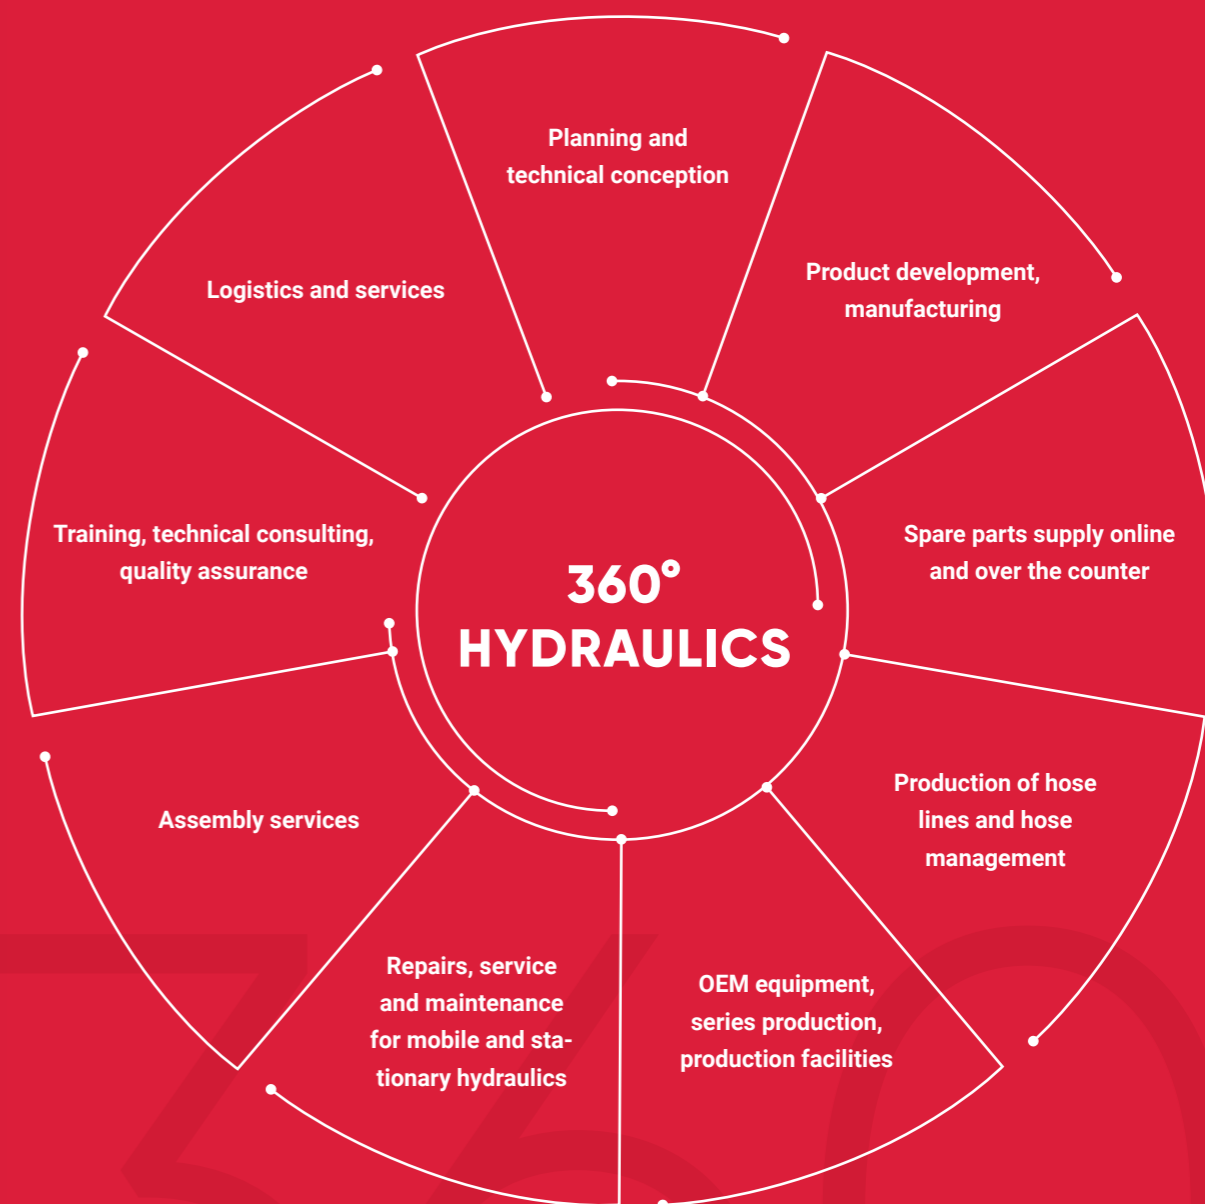 Planning and
technical conception
Product development,
manufacturing
Logistics and services
Spare parts supply online
and over the counter
Training, technical consulting,
quality assurance
360°
HYDRAULICS
Production of hose
lines and hose
management
Assembly services
Repairs, service
and maintenance
for mobile and sta-
tionary hydraulics
OEM equipment,
series production,
production facilities
360